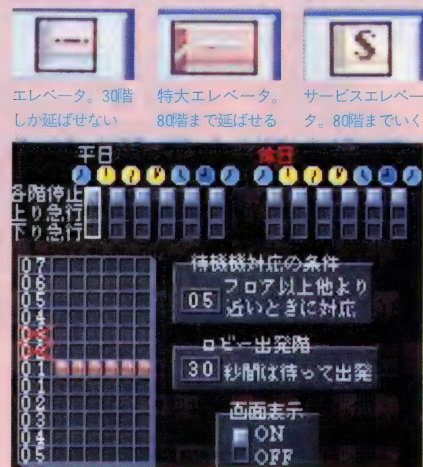 エレベータ。30階
しか延ばせない
特大エレベータ。
80階まで延ばせる
サービスエレベー
タ。80階までいく
S
平日 休日
各階停止
上り急行
下り急行
待機機対応の条件
05 フロア以上他より
近いときに対応
ロビー出発階
30 秒間は待って出発
画面表示
ON
OFF
07
06
05
04
01
01
02
03
04
05